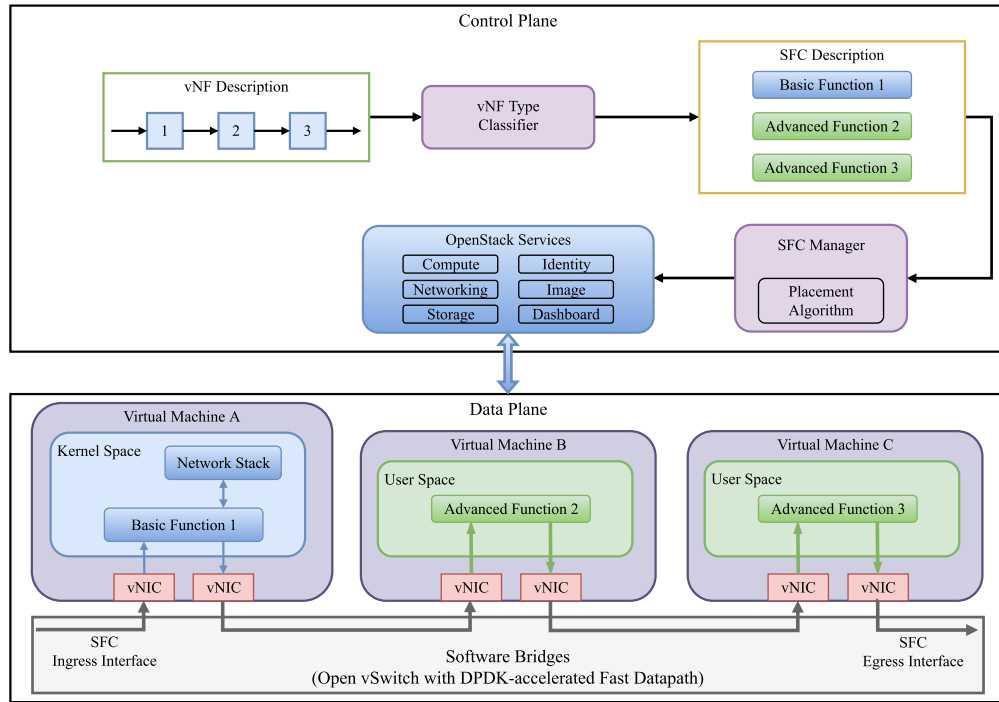 Control Plane
vNF Description
1
2
3
vNF Type
Classifier
SFC Description
Basic Function 1
Advanced Function 2
Advanced Function 3
OpenStack Services
Compute
Identity
Networking
Image
Storage
Dashboard
SFC Manager
Placement
Algorithm
Data Plane
Virtual Machine A
Kernel Space
Network Stack
Basic Function 1
vNIC
vNIC
Virtual Machine B
User Space
Advanced Function 2
vNIC
vNIC
Virtual Machine C
User Space
Advanced Function 3
vNIC
vNIC
SFC
Ingress Interface
Software Bridges
(Open vSwitch with DPDK-accelerated Fast Datapath)
SFC
Egress Interface